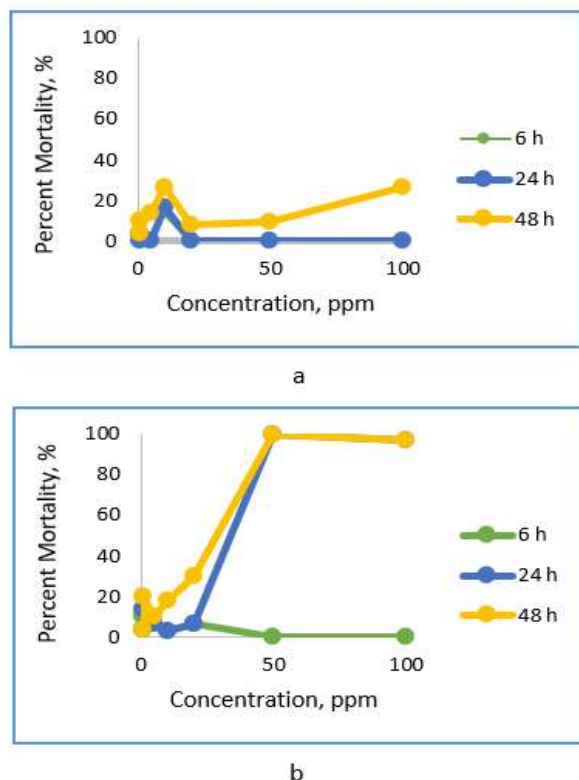 100
80
60
40
20
0
Percent Mortality, %
0 50 100
Concentration, ppm
6 h
24 h
48 h
a
100
80
60
40
20
0
Percent Mortality, %
0 50 100
Concentration, ppm
6 h
24 h
48 h
b